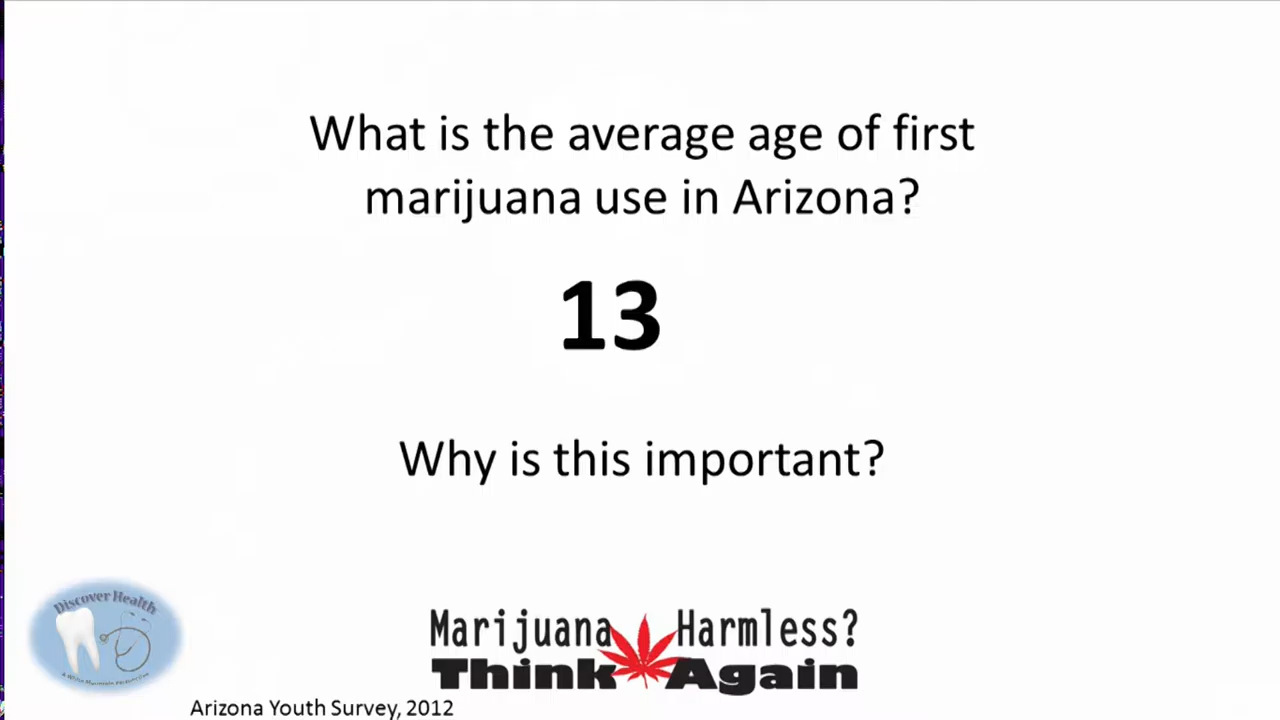 What is the average age of first
marijuana use in Arizona?
13
Why is this important?
Discover Health
Marijuana Harmless?
Think Again
Arizona Youth Survey, 2012